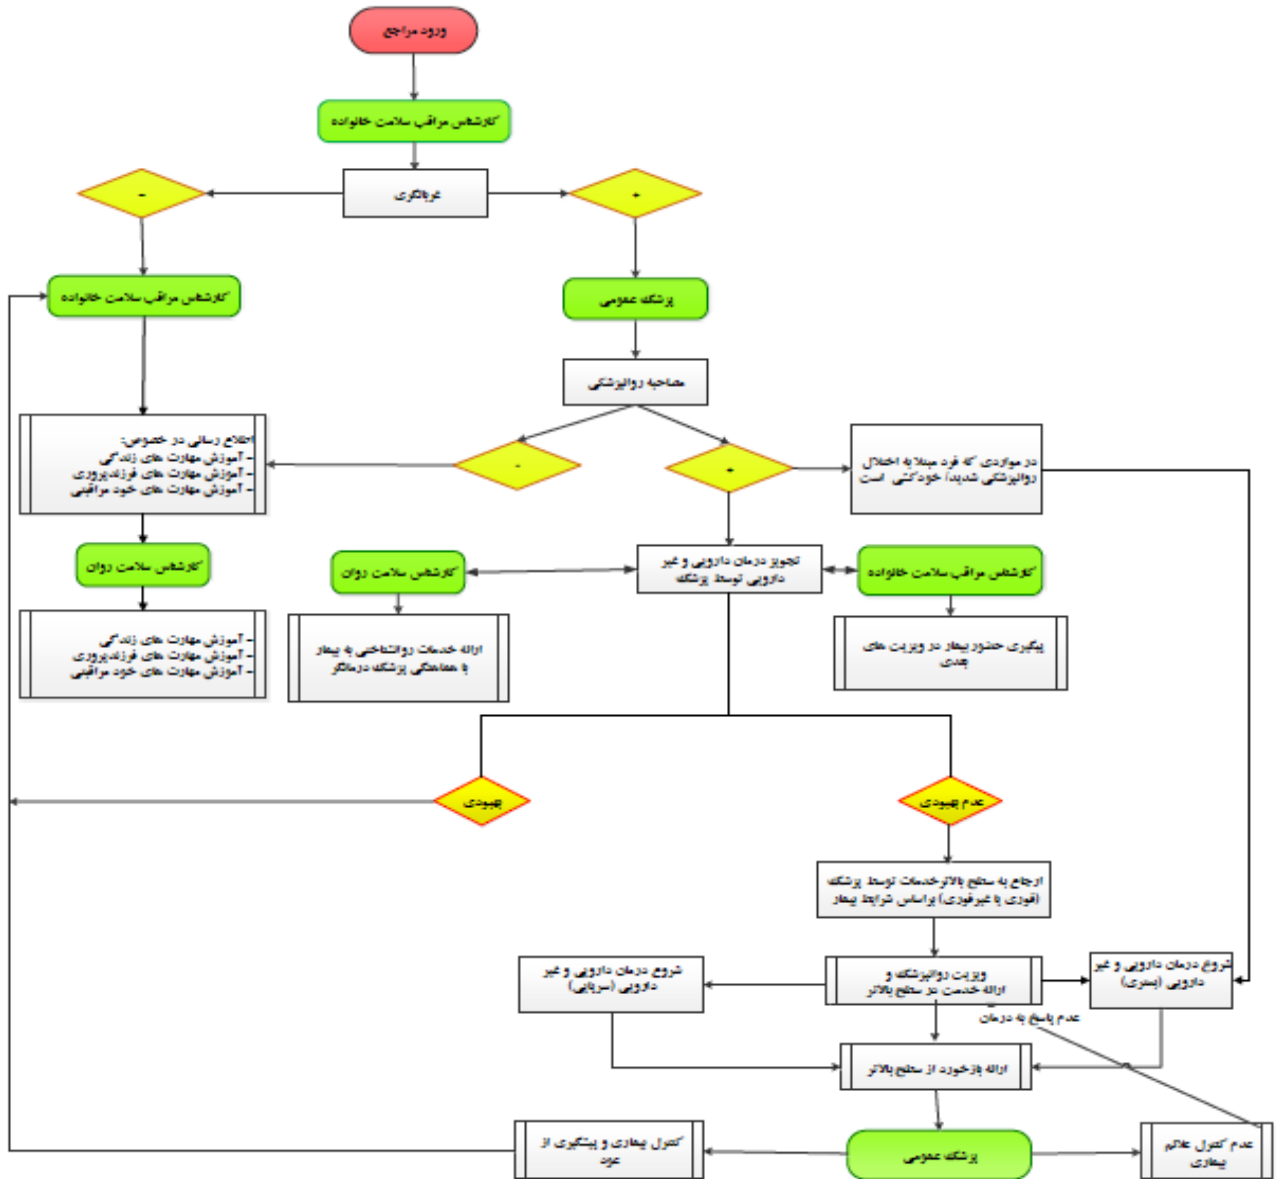 ورود مراجع
کارشناس مراقب سلامت خانواده
غربالگری
-
+
کارشناس مراقب سلامت خانواده
پزشک عمومی
مصاحبه روانپزشکی
اطلاع رسانی در خصوص:
- آموزش مهارت های زندگی
- آموزش مهارت های فرزندپروری
- آموزش مهارت های خود مراقبتی
-
+
در مواردی که فرد مبتلا به اختلال
روانپزشکی شدید/ خودکشی است
کارشناس سلامت روان
کارشناس سلامت روان
تجویز درمان دارویی و غیر
دارویی توسط پزشک
کارشناس مراقب سلامت خانواده
- آموزش مهارت های زندگی
- آموزش مهارت های فرزندپروری
- آموزش مهارت های خود مراقبتی
ارائه خدمات روانشناختی به بیمار
با هماهنگی پزشک درمانگر
پیگیری حضور بیمار در ویزیت های
بعدی
بهبودی
عدم بهبودی
ارجاع به سطح بالاتر خدمات توسط پزشک
(فوری یا غیرفوری) براساس شرایط بیمار
شروع درمان دارویی و غیر
دارویی (سرپایی)
ویزیت روانپزشک و
ارائه خدمت در سطح بالاتر
شروع درمان دارویی و غیر
دارویی (بستری)
عدم پاسخ به درمان
ارائه بازخورد از سطح بالاتر
کنترل بیماری و پیشگیری از
عود
پزشک عمومی
عدم کنترل علائم
بیماری